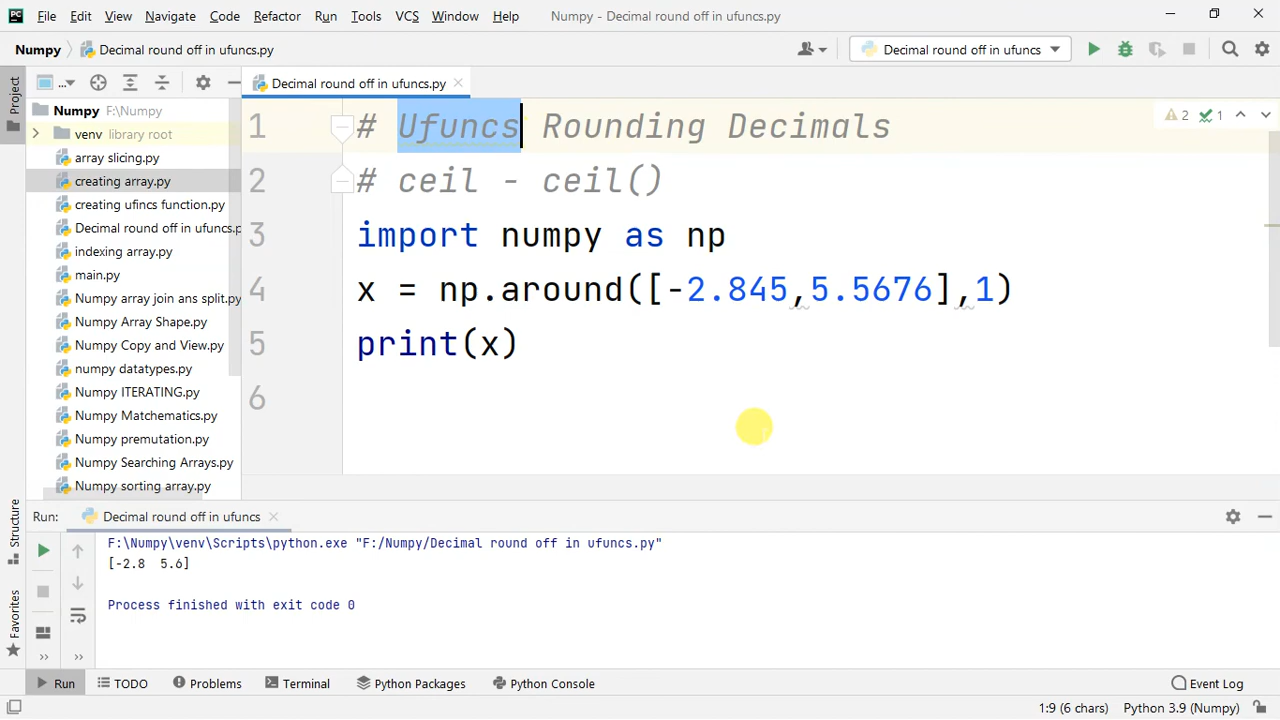 PC File Edit View Navigate Code Refactor Run Tools VCS Window Help Numpy - Decimal round off in ufuncs.py
Numpy Decimal round off in ufuncs.py Decimal round off in ufuncs
Project ... Decimal round off in ufuncs.py
Numpy F:\Numpy
venv library root
array slicing.py
creating array.py
creating ufincs function.py
Decimal round off in ufuncs.p
indexing array.py
main.py
Numpy array join ans split.py
Numpy Array Shape.py
Numpy Copy and View.py
numpy datatypes.py
Numpy ITERATING.py
Numpy Matchematics.py
Numpy premutation.py
Numpy Searching Arrays.py
Numpy sorting array.py
1 # Ufuncs Rounding Decimals
2 # ceil - ceil()
3 import numpy as np
4 x = np.around([-2.845,5.5676],1)
5 print(x)
6
2 1
Structure
Favorites
Run: Decimal round off in ufuncs
F:\Numpy\venv\Scripts\python.exe "F:/Numpy/Decimal round off in ufuncs.py"
[-2.8 5.6]
Process finished with exit code 0
Run TODO Problems Terminal Python Packages Python Console Event Log
1:9 (6 chars) Python 3.9 (Numpy)